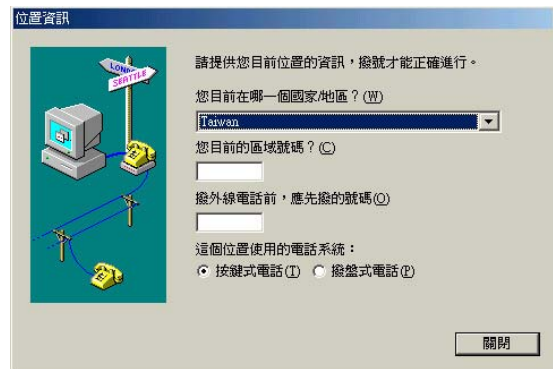 位置資訊
LONDON
SEATTLE
請提供您目前位置的資訊，撥號才能正確進行。
您目前在哪一個國家/地區？(W)
Taiwan
您目前的區域號碼？(C)
撥外線電話前，應先撥的號碼(O)
這個位置使用的電話系統：
按鍵式電話(T) 撥盤式電話(P)
關閉